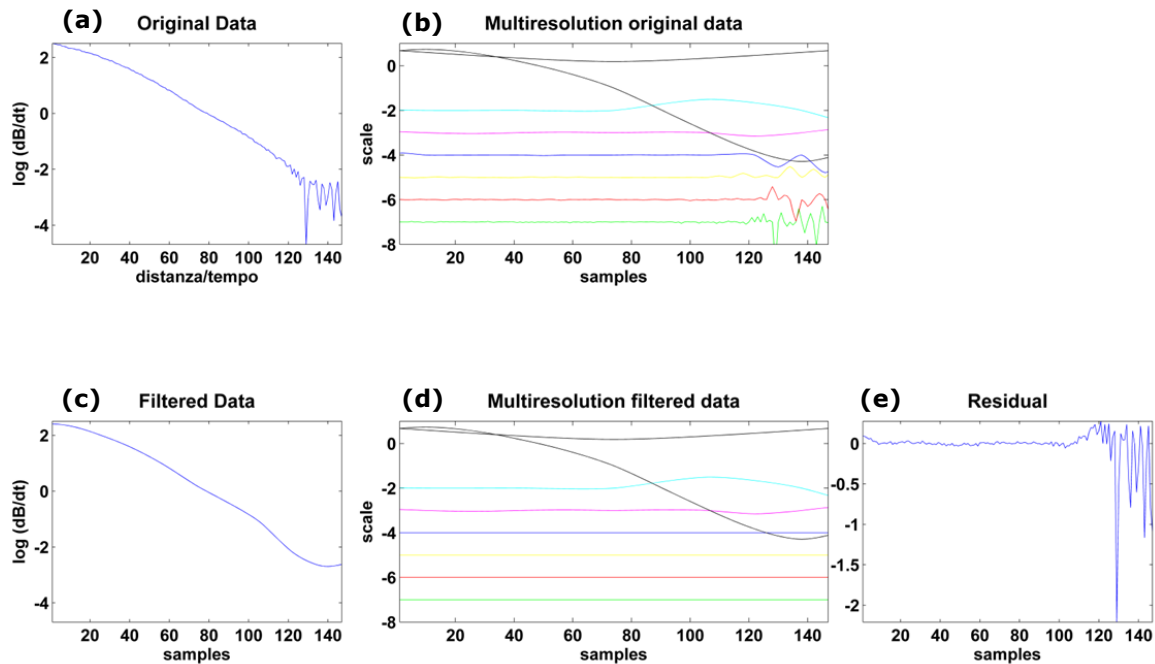 (a) Original Data
log (dB/dt)
2
0
-2
-4
20 40 60 80 100 120 140
distanza/tempo
(b) Multiresolution original data
scale
0
-2
-4
-6
-8
20 40 60 80 100 120 140
samples
(c) Filtered Data
log (dB/dt)
2
0
-2
-4
20 40 60 80 100 120 140
samples
(d) Multiresolution filtered data
scale
0
-2
-4
-6
-8
20 40 60 80 100 120 140
samples
(e) Residual
0
-0.5
-1
-1.5
-2
20 40 60 80 100 120 140
samples